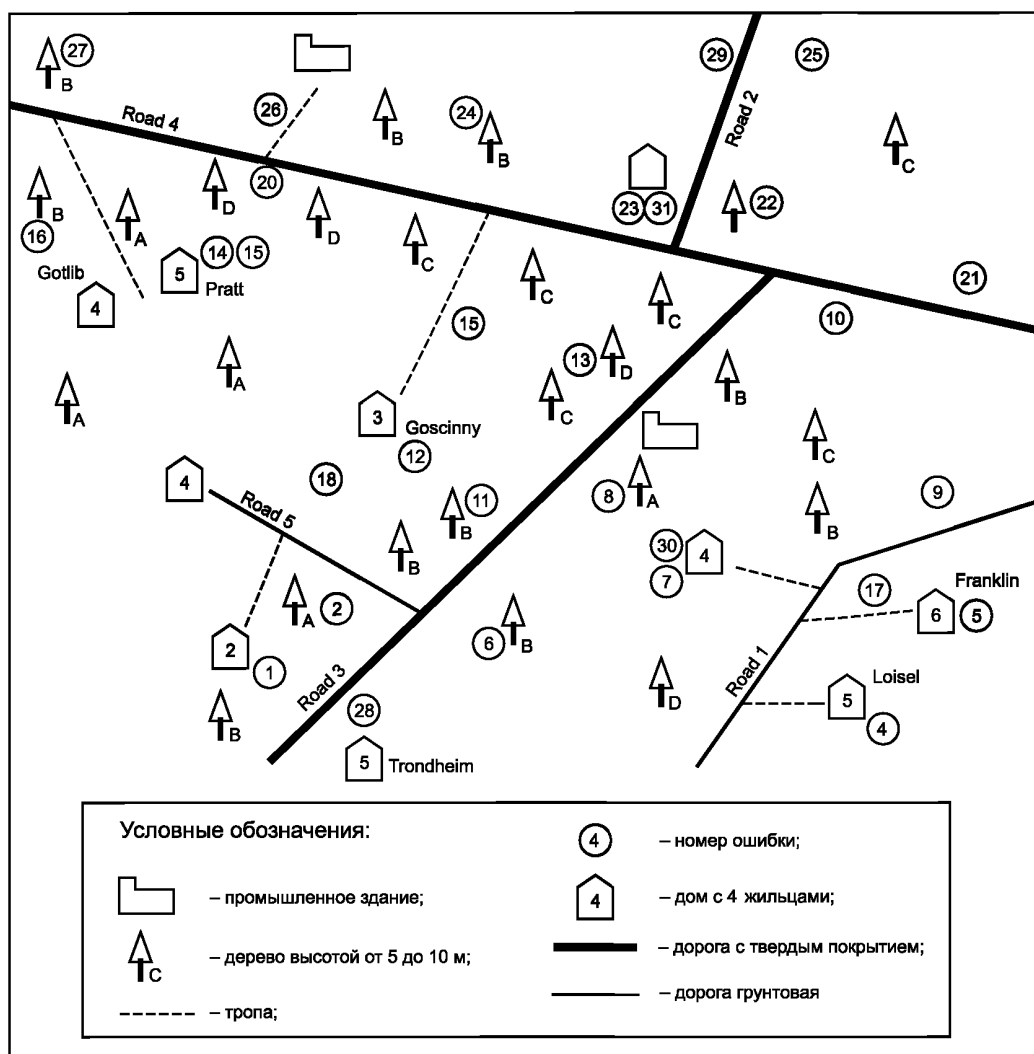 27
B
29
25
26
Road 4
24
B
B
Road 2
C
B
20
23
31
22
16
A
D
D
14
15
C
Gotlib
5
Pratt
C
21
4
15
C
10
13
D
A
B
A
3
Goscinny
C
C
12
4
18
8
A
9
Road 5
11
B
B
B
30
4
7
17
Franklin
A
2
6
5
2
6
B
1
Road 1
Loisel
B
Road 3
D
5
28
4
5
Trondheim
Условные обозначения:
4
– номер ошибки;
– промышленное здание;
4
– дом с 4 жильцами;
C
– дерево высотой от 5 до 10 м;
– дорога с твердым покрытием;
– тропа;
– дорога грунтовая